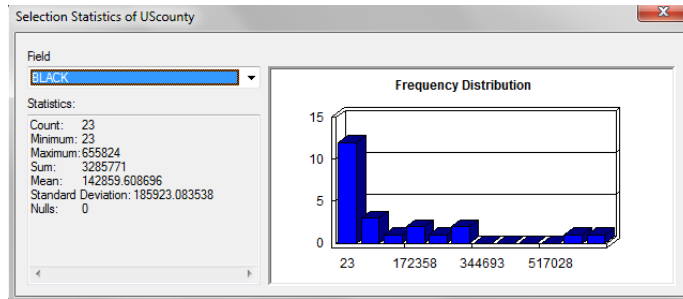 Selection Statistics of UScounty
Field
BLACK
Statistics:
Count: 23
Minimum: 23
Maximum: 655824
Sum: 3285771
Mean: 142859.608696
Standard Deviation: 185923.083538
Nulls: 0
Frequency Distribution
15
10
5
0
23 172358 344693 517028